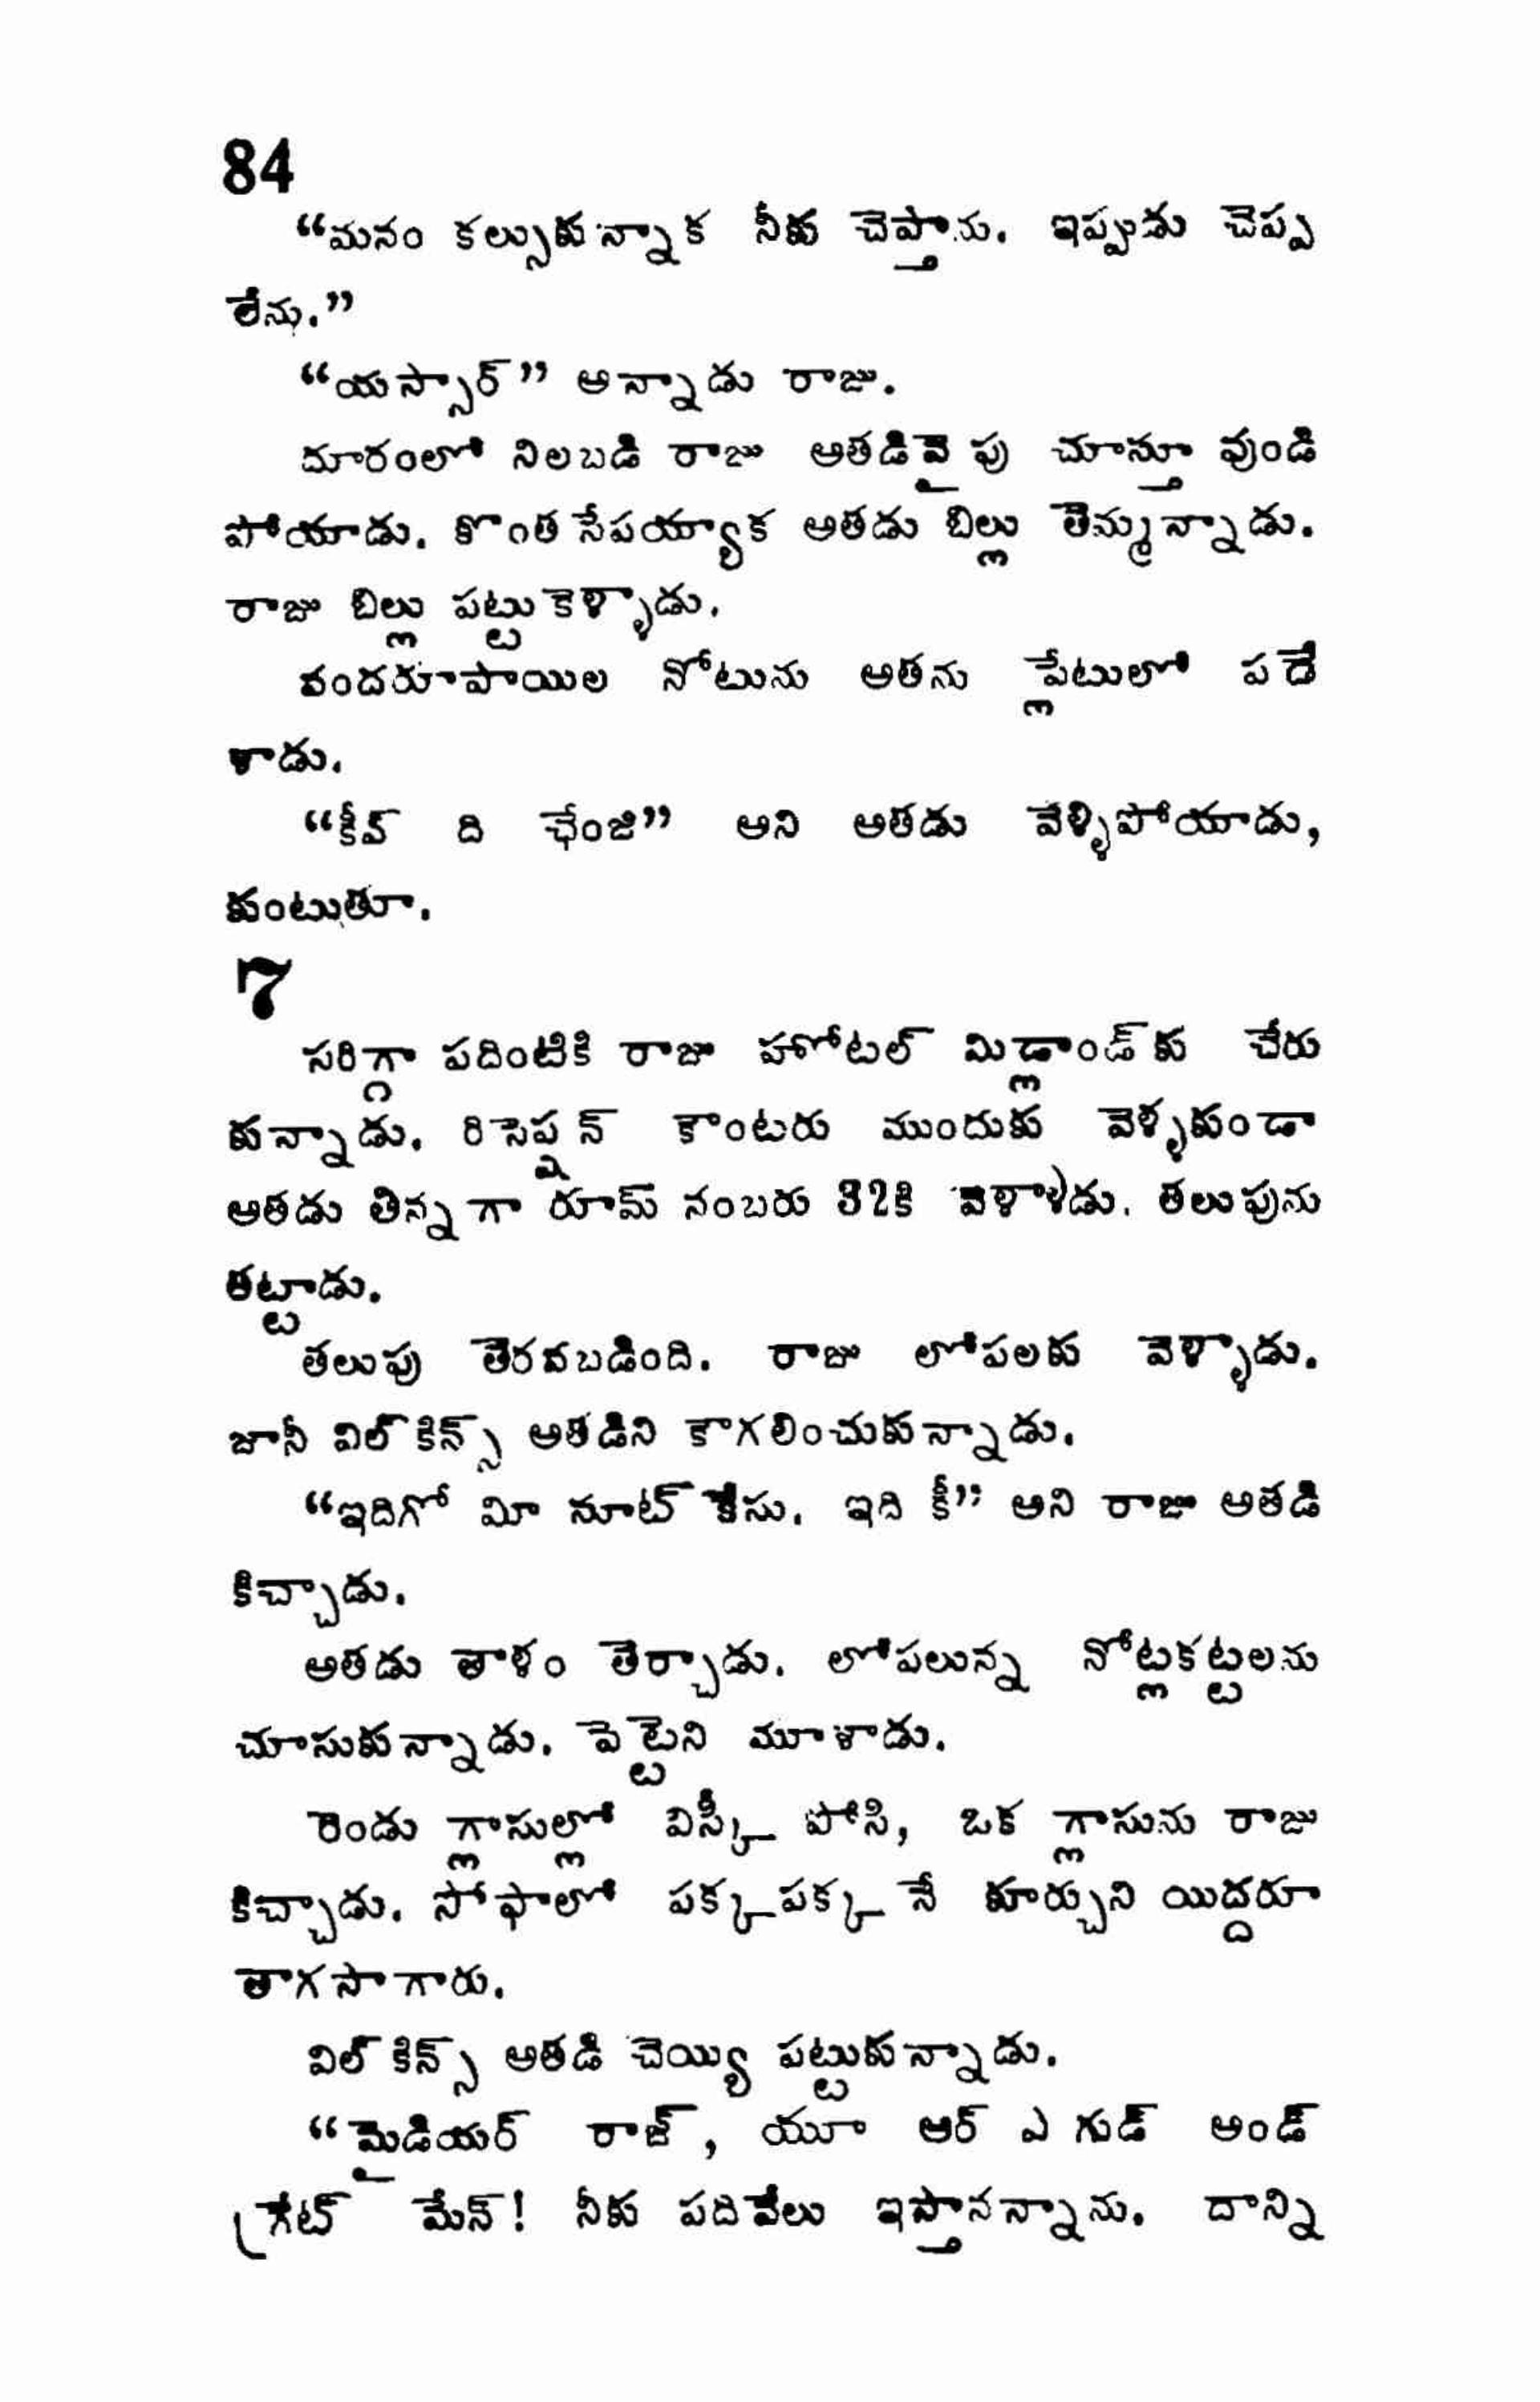 84
“మనం కల్సుకున్నాక నీకు చెప్తాను. ఇప్పుడు చెప్ప
లేను.”
“యస్సార్” అన్నాడు రాజు.
దూరంలో నిలబడి రాజు అతడివైపు చూస్తూ వుండి
పోయాడు. కొంత సేపయ్యాక అతడు బిల్లు తెమ్మన్నాడు.
రాజు బిల్లు పట్టుకెళ్ళాడు.
వందరూపాయిల నోటును అతను ప్లేటులో పడే
శాడు.
“కీవ్ ది ఛేంజి” అని అతడు వేళ్ళిపోయాడు,
కుంటుతూ.
7
సరిగ్గా పదింటికి రాజు హోటల్ మిడ్లాండ్‌కు చేరు
కున్నాడు. రిసెప్షన్ కౌంటరు ముందుకు వెళ్ళకుండా
అతడు తిన్నగా రూమ్ నంబరు 32కి వెళాళ్డు. తలుపును
తట్టాడు.
తలుపు తెరవబడింది. రాజు లోపలకు వెళ్ళాడు.
జానీ విల్‌కిన్స్ అతడిని కౌగలించుకున్నాడు.
“ఇదిగో మీ సూట్‌కేసు. ఇది కీ” అని రాజు అతడి
కిచ్చాడు.
అతడు తాళం తెర్చాడు. లోపలున్న నోట్లకట్టలను
చూసుకున్నాడు. పెట్టెని మూశాడు.
రెండు గ్లాసుల్లో విస్కీ పోసి, ఒక గ్లాసును రాజు
కిచ్చాడు. సోఫాలో పక్కపక్కనే కూర్చుని యిద్దరూ
తాగసాగారు.
విల్‌కిన్స్ అతడి చెయ్యి పట్టుకున్నాడు.
“మైడియర్ రాజ్, యూ ఆర్ ఎ గుడ్ అండ్
గ్రేట్ మేన్! నీకు పదివేలు ఇస్తానన్నాను. దాన్ని